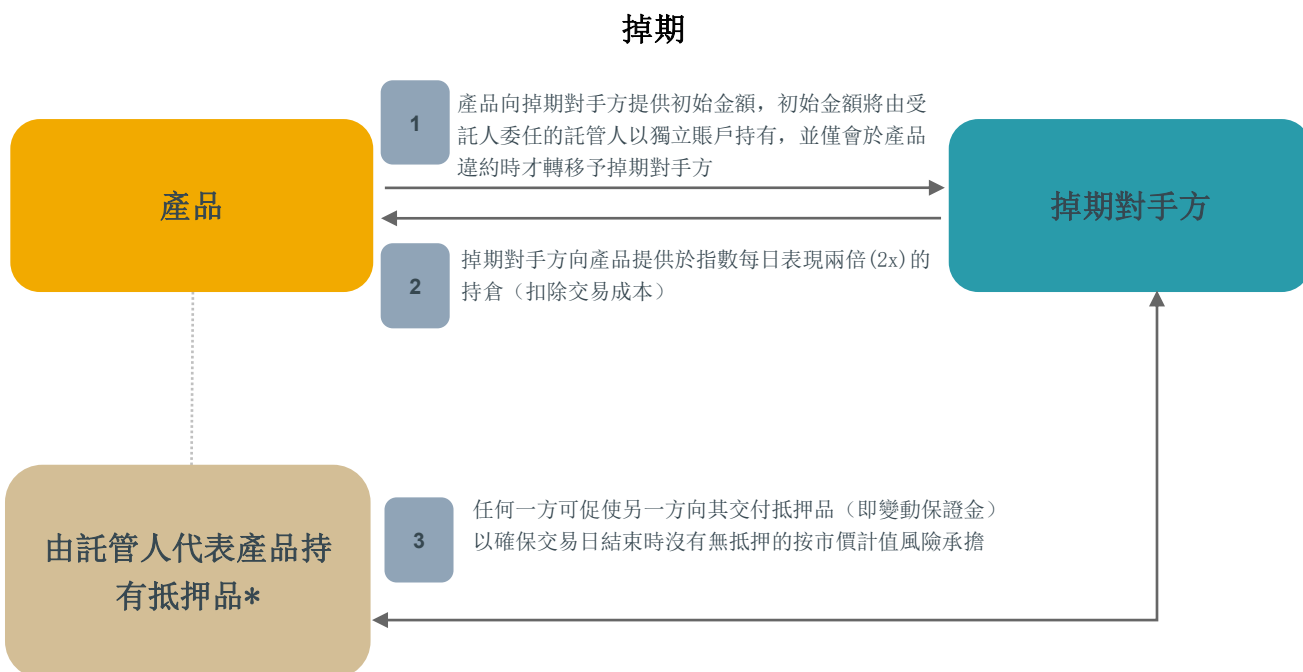 掉期
1
產品向掉期對手方提供初始金額，初始金額將由受
託人委任的託管人以獨立賬戶持有，並僅會於產品
違約時才轉移予掉期對手方
產品
掉期對手方
2
掉期對手方向產品提供於指數每日表現兩倍(2x)的
持倉（扣除交易成本）
由託管人代表產品持
有抵押品*
3
任何一方可促使另一方向其交付抵押品（即變動保證金）
以確保交易日結束時沒有無抵押的按市價計值風險承擔